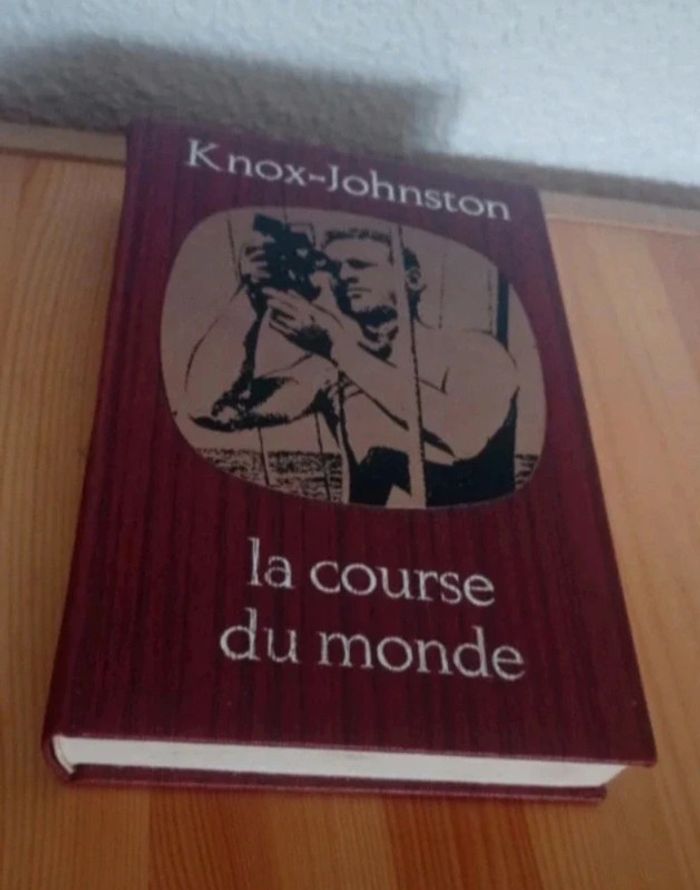 Knox-Johnston
la course
du monde